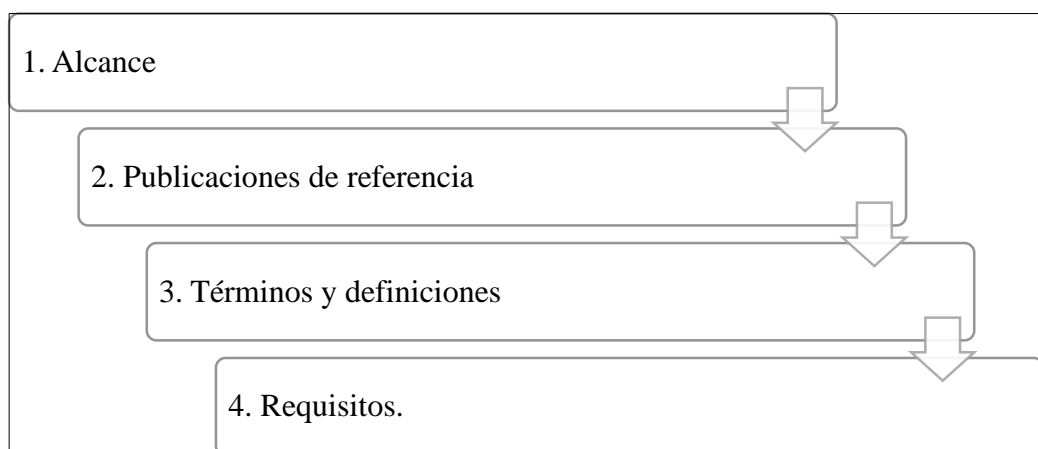 1. Alcance
2. Publicaciones de referencia
3. Términos y definiciones
4. Requisitos.